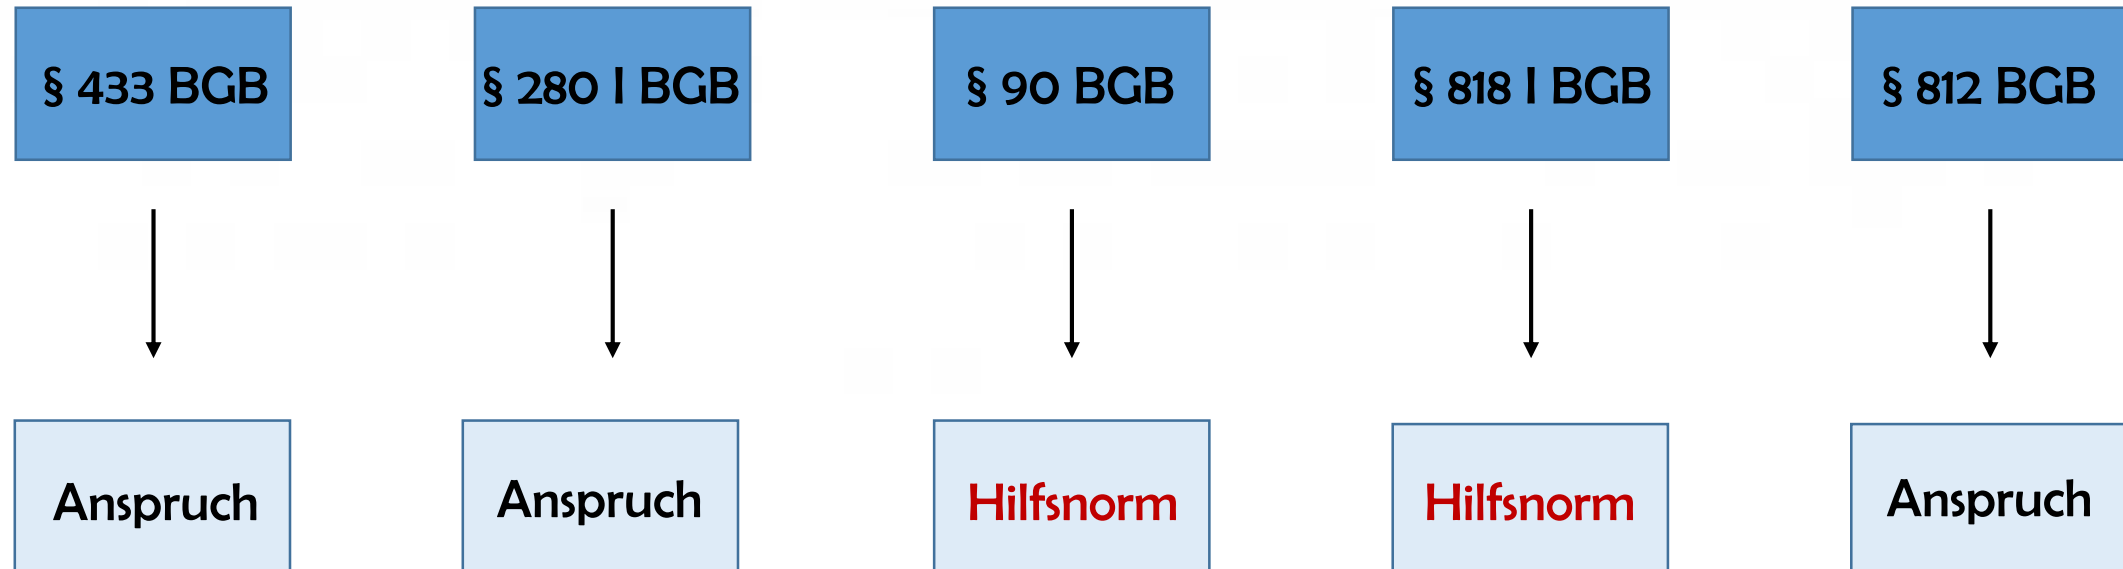 § 433 BGB
§ 280 I BGB
§ 90 BGB
§ 818 I BGB
§ 812 BGB
Anspruch
Anspruch
Hilfsnorm
Hilfsnorm
Anspruch